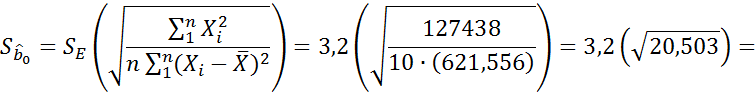 $S_{\hat{b}_0} = S_E\left(\sqrt{\frac{\sum_1^n X_i^2}{n\sum_1^n (X_i - \bar{X})^2}}\right) = 3,2\left(\sqrt{\frac{127438}{10 \cdot (621,556)}}\right) = 3,2\left(\sqrt{20,503}\right) =$